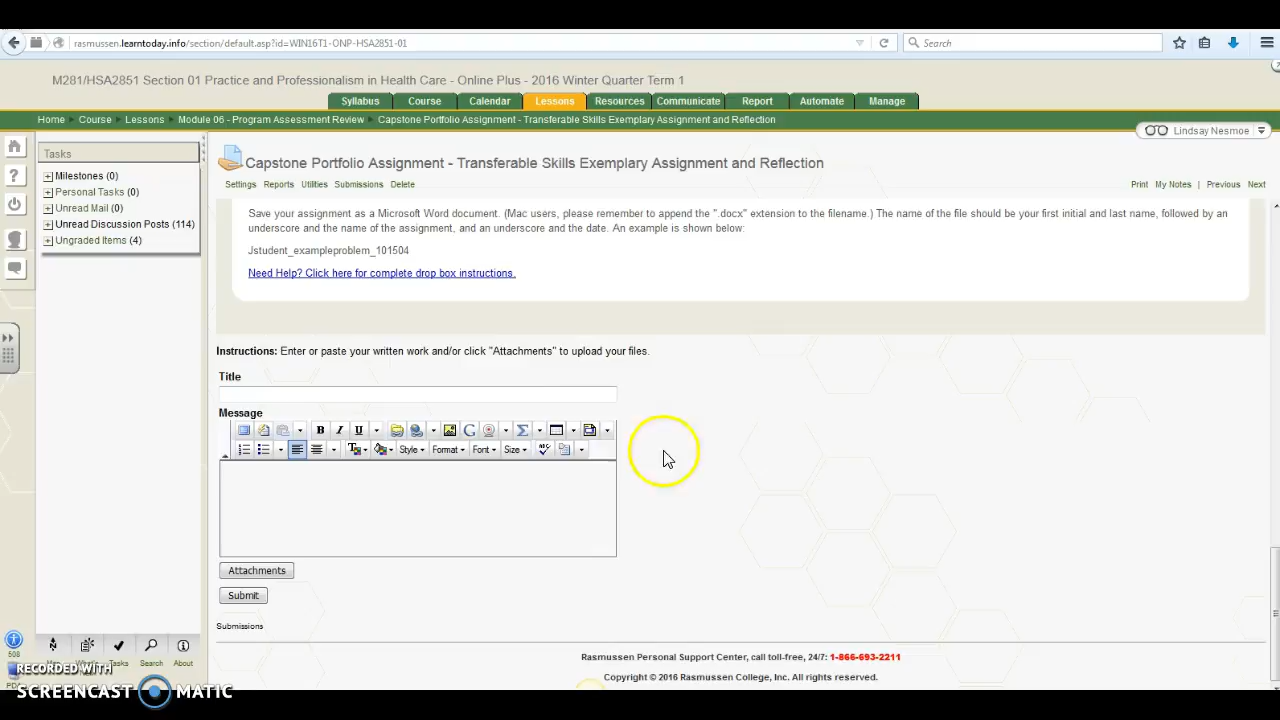 rasmussen.learntoday.info/section/default.asp?id=WIN16T1-ONP-HSA2851-01
Search
M281/HSA2851 Section 01 Practice and Professionalism in Health Care - Online Plus - 2016 Winter Quarter Term 1
Syllabus Course Calendar Lessons Resources Communicate Report Automate Manage
Home Course Lessons Module 06 - Program Assessment Review Capstone Portfolio Assignment - Transferable Skills Exemplary Assignment and Reflection
Lindsay Nesmoe
Tasks
Milestones (0)
Personal Tasks (0)
Unread Mail (0)
Unread Discussion Posts (114)
Ungraded Items (4)
Capstone Portfolio Assignment - Transferable Skills Exemplary Assignment and Reflection
Settings Reports Utilities Submissions Delete
Print My Notes | Previous Next
Save your assignment as a Microsoft Word document. (Mac users, please remember to append the ".docx" extension to the filename.) The name of the file should be your first initial and last name, followed by an
underscore and the name of the assignment, and an underscore and the date. An example is shown below:
Jstudent_exampleproblem_101504
Need Help? Click here for complete drop box instructions.
Instructions: Enter or paste your written work and/or click "Attachments" to upload your files.
Title
Message
B I U
Style Format Font Size
Attachments
Submit
Submissions
Rasmussen Personal Support Center, call toll-free, 24/7: 1-866-693-2211
Copyright © 2016 Rasmussen College, Inc. All rights reserved.
508
Tasks Search About
RECORDED WITH
SCREENCAST MATIC